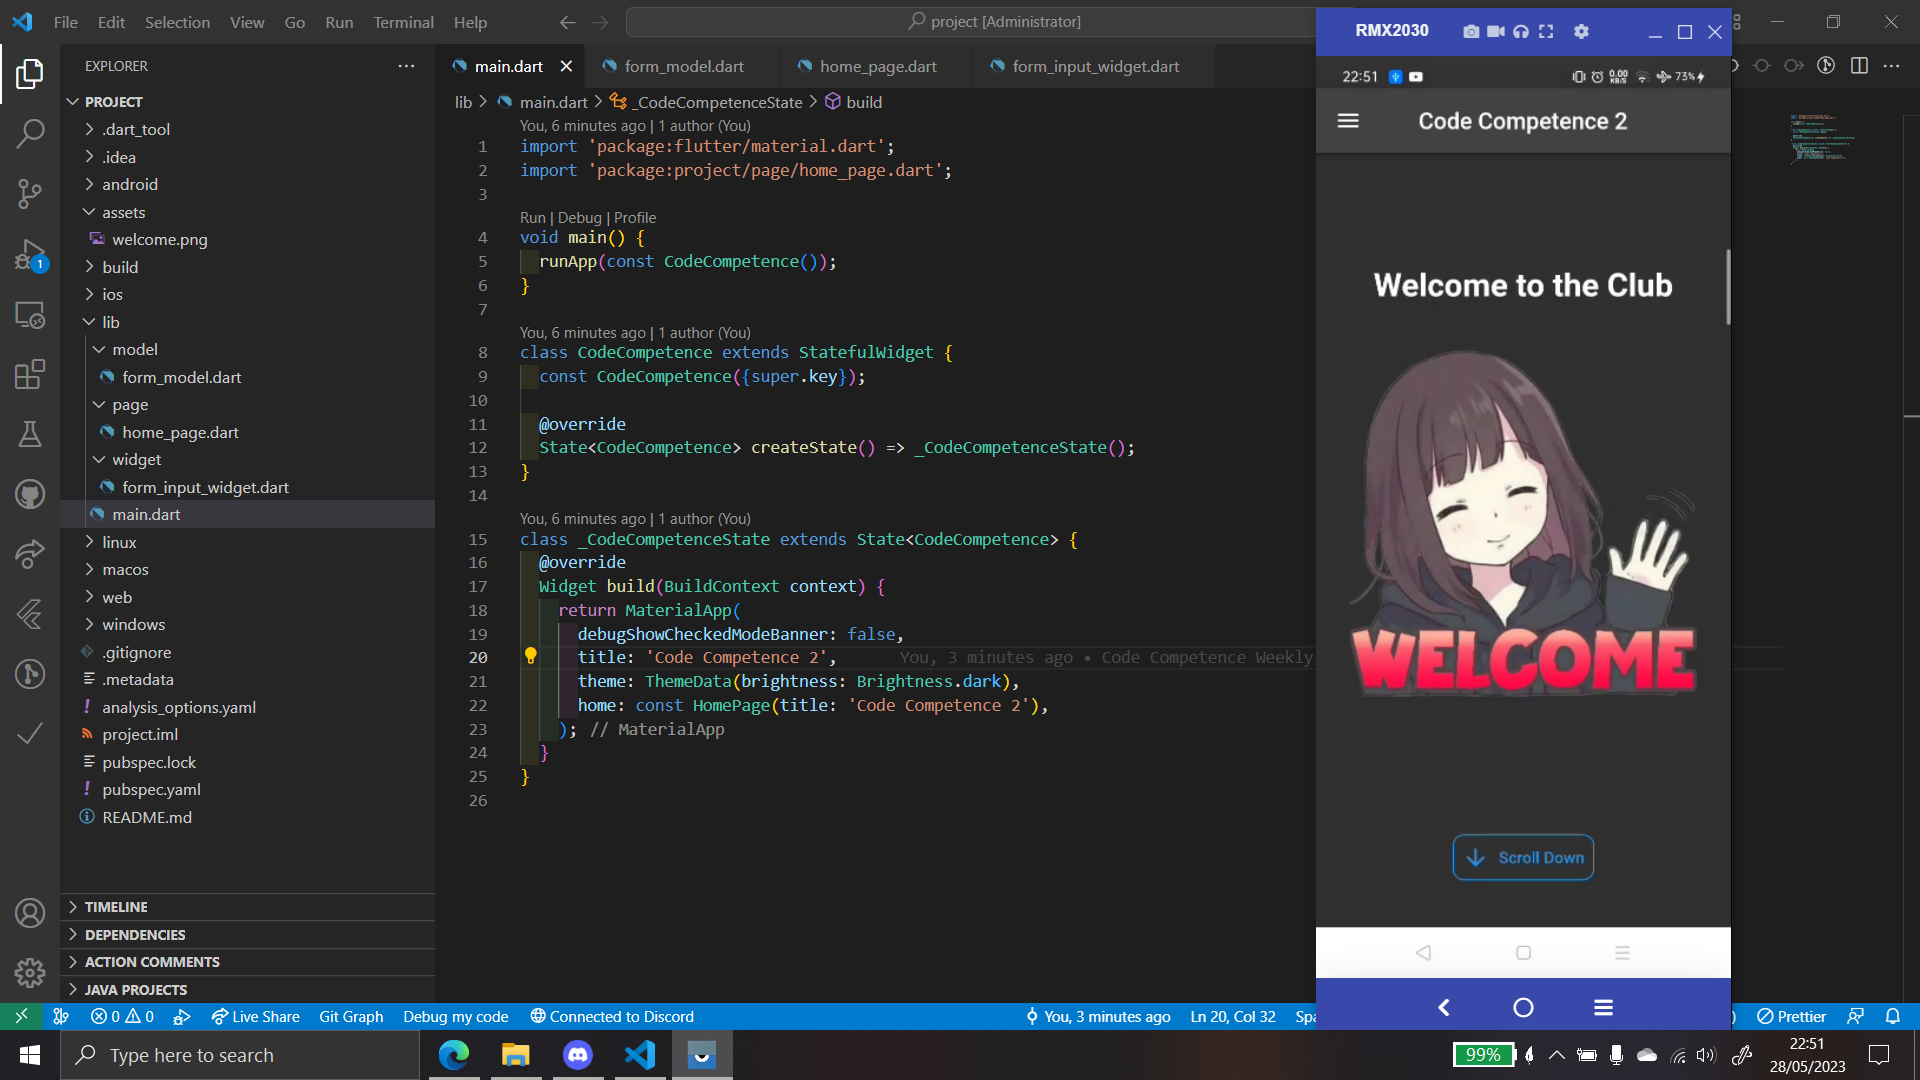 File Edit Selection View Go Run Terminal Help
project [Administrator]
EXPLORER
PROJECT
.dart_tool
.idea
android
assets
welcome.png
build
ios
lib
model
form_model.dart
page
home_page.dart
widget
form_input_widget.dart
main.dart
linux
macos
web
windows
.gitignore
.metadata
analysis_options.yaml
project.iml
pubspec.lock
pubspec.yaml
README.md
TIMELINE
DEPENDENCIES
ACTION COMMENTS
JAVA PROJECTS
main.dart form_model.dart home_page.dart form_input_widget.dart
lib > main.dart > _CodeCompetenceState > build
You, 6 minutes ago | 1 author (You)
1 import 'package:flutter/material.dart';
2 import 'package:project/page/home_page.dart';
3
Run | Debug | Profile
4 void main() {
5 runApp(const CodeCompetence());
6 }
7
You, 6 minutes ago | 1 author (You)
8 class CodeCompetence extends StatefulWidget {
9 const CodeCompetence({super.key});
10
11 @override
12 State<CodeCompetence> createState() => _CodeCompetenceState();
13 }
14
You, 6 minutes ago | 1 author (You)
15 class _CodeCompetenceState extends State<CodeCompetence> {
16 @override
17 Widget build(BuildContext context) {
18 return MaterialApp(
19 debugShowCheckedModeBanner: false,
20 title: 'Code Competence 2', You, 3 minutes ago • Code Competence Weekly
21 theme: ThemeData(brightness: Brightness.dark),
22 home: const HomePage(title: 'Code Competence 2'),
23 ); // MaterialApp
24 }
25 }
26
RMX2030
22:51 0.00 KB/S 73%
Code Competence 2
Welcome to the Club
WELCOME
Scroll Down
1
0 0 Live Share Git Graph Debug my code Connected to Discord You, 3 minutes ago Ln 20, Col 32 Spa Prettier
Type here to search
99%
22:51
28/05/2023